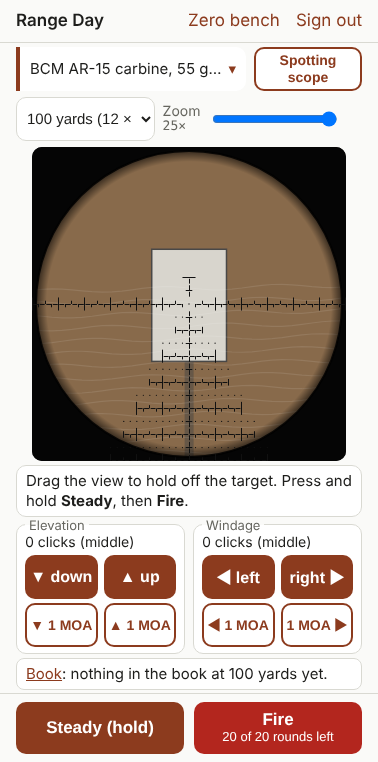 Range Day Zero bench Sign out
BCM AR-15 carbine, 55 g... ▼
Spotting
scope
100 yards (12 ×
Zoom
25×
Drag the view to hold off the target. Press and
hold Steady, then Fire.
Elevation
0 clicks (middle)
▼ down ▲ up
▼ 1 MOA ▲ 1 MOA
Windage
0 clicks (middle)
◀ left right ▶
◀ 1 MOA 1 MOA ▶
Book: nothing in the book at 100 yards yet.
Steady (hold)
Fire
20 of 20 rounds left